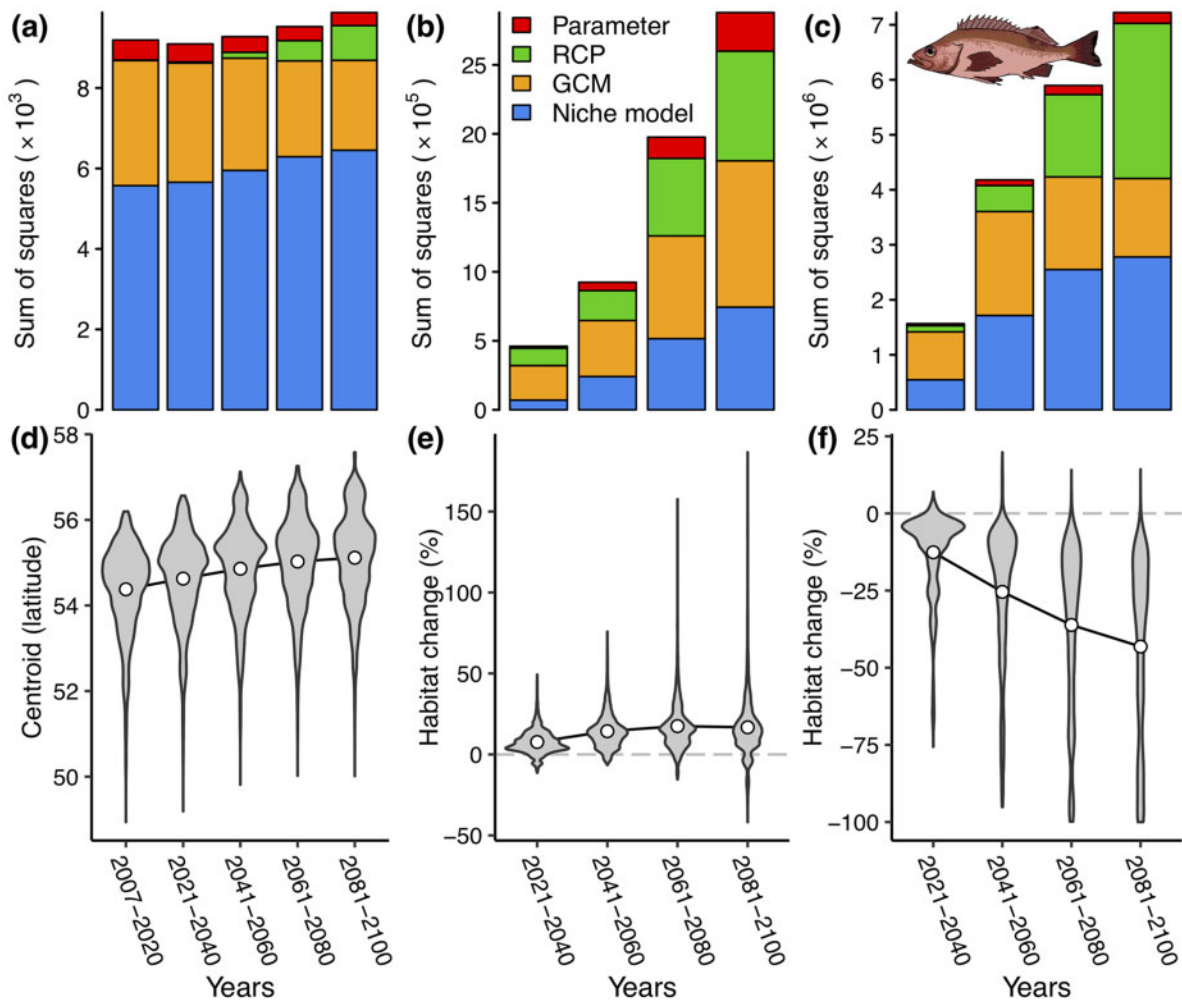 (a)
Sum of squares ( × 10³)
8
6
4
2
0
(b)
Sum of squares ( × 10⁵)
25
20
15
10
5
0
Parameter
RCP
GCM
Niche model
(c)
Sum of squares ( × 10⁶)
7
6
7
4
3
2
1
0
(d)
Centroid (latitude)
58
56
54
52
50
2007−2020
2021−2040
2041−2060
2061−2080
2081−2100
Years
(e)
Habitat change (%)
150
100
50
0
−50
2021−2040
2041−2060
2061−2080
2081−2100
Years
(f)
Habitat change (%)
25
0
−25
−50
−75
−100
2021−2040
2041−2060
2061−2080
2081−2100
Years